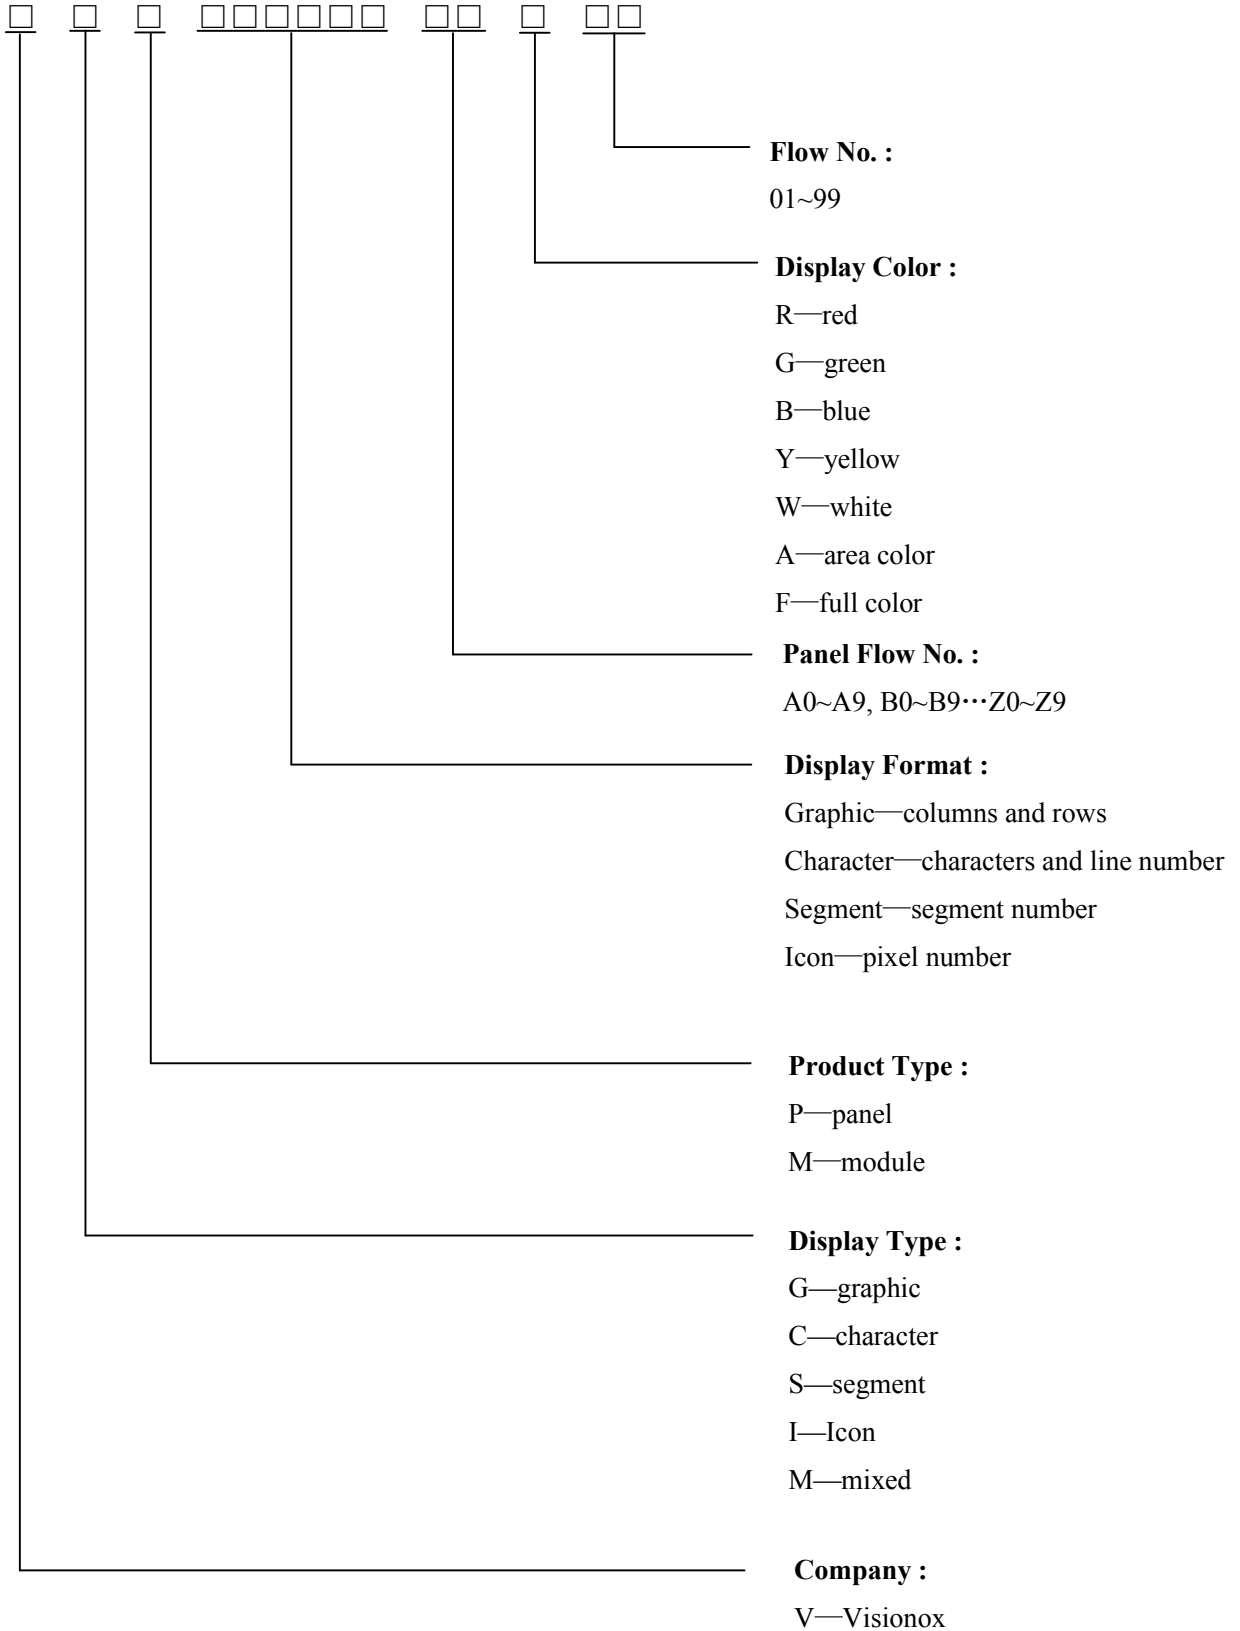 □ □ □ □□□□□□ □□ □ □□
Flow No. :
01~99
Display Color :
R—red
G—green
B—blue
Y—yellow
W—white
A—area color
F—full color
Panel Flow No. :
A0~A9, B0~B9⋯Z0~Z9
Display Format :
Graphic—columns and rows
Character—characters and line number
Segment—segment number
Icon—pixel number
Product Type :
P—panel
M—module
Display Type :
G—graphic
C—character
S—segment
I—Icon
M—mixed
Company :
V—Visionox